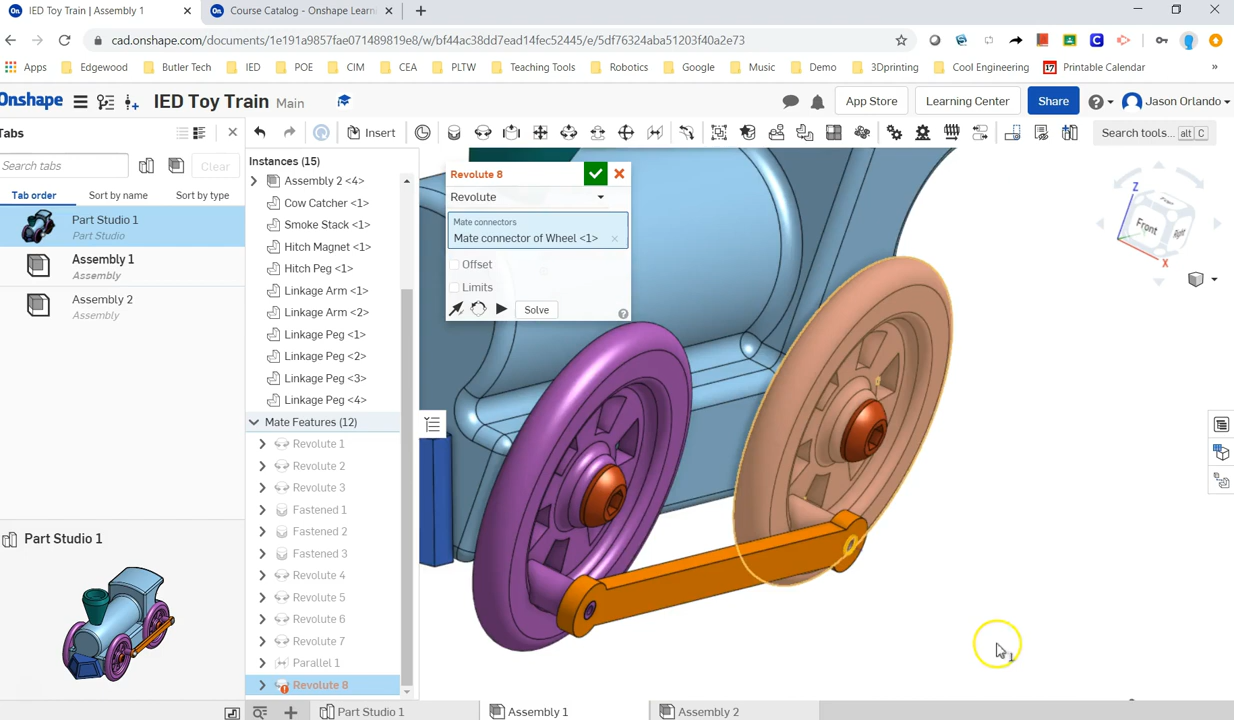 On IED Toy Train | Assembly 1 ×
On Course Catalog - Onshape Learni ×
cad.onshape.com/documents/1e191a9857fae071489819d1e/w/bf44ac38dd7ead14fec52445/e/5df76324aba51203f40a2e73
Apps Edgewood Butler Tech IED POE CIM CEA PLTW Teaching Tools Robotics Google Music Demo 3Dprinting Cool Engineering 17 Printable Calendar »
Onshape IED Toy Train Main App Store Learning Center Share Jason Orlando
Tabs
Insert
Search tools... alt C
Search tabs
Clear
Tab order Sort by name Sort by type
Part Studio 1
Part Studio
Assembly 1
Assembly
Assembly 2
Assembly
Part Studio 1
Instances (15)
Assembly 2 <4>
Cow Catcher <1>
Smoke Stack <1>
Hitch Magnet <1>
Hitch Peg <1>
Linkage Arm <1>
Linkage Arm <2>
Linkage Peg <1>
Linkage Peg <2>
Linkage Peg <3>
Linkage Peg <4>
Mate Features (12)
Revolute 1
Revolute 2
Revolute 3
Fastened 1
Fastened 2
Fastened 3
Revolute 4
Revolute 5
Revolute 6
Revolute 7
Parallel 1
Revolute 8
Revolute 8
Revolute
Mate connectors
Mate connector of Wheel <1>
Offset
Limits
Solve
Z
Front
Right
X
1
Part Studio 1 Assembly 1 Assembly 2